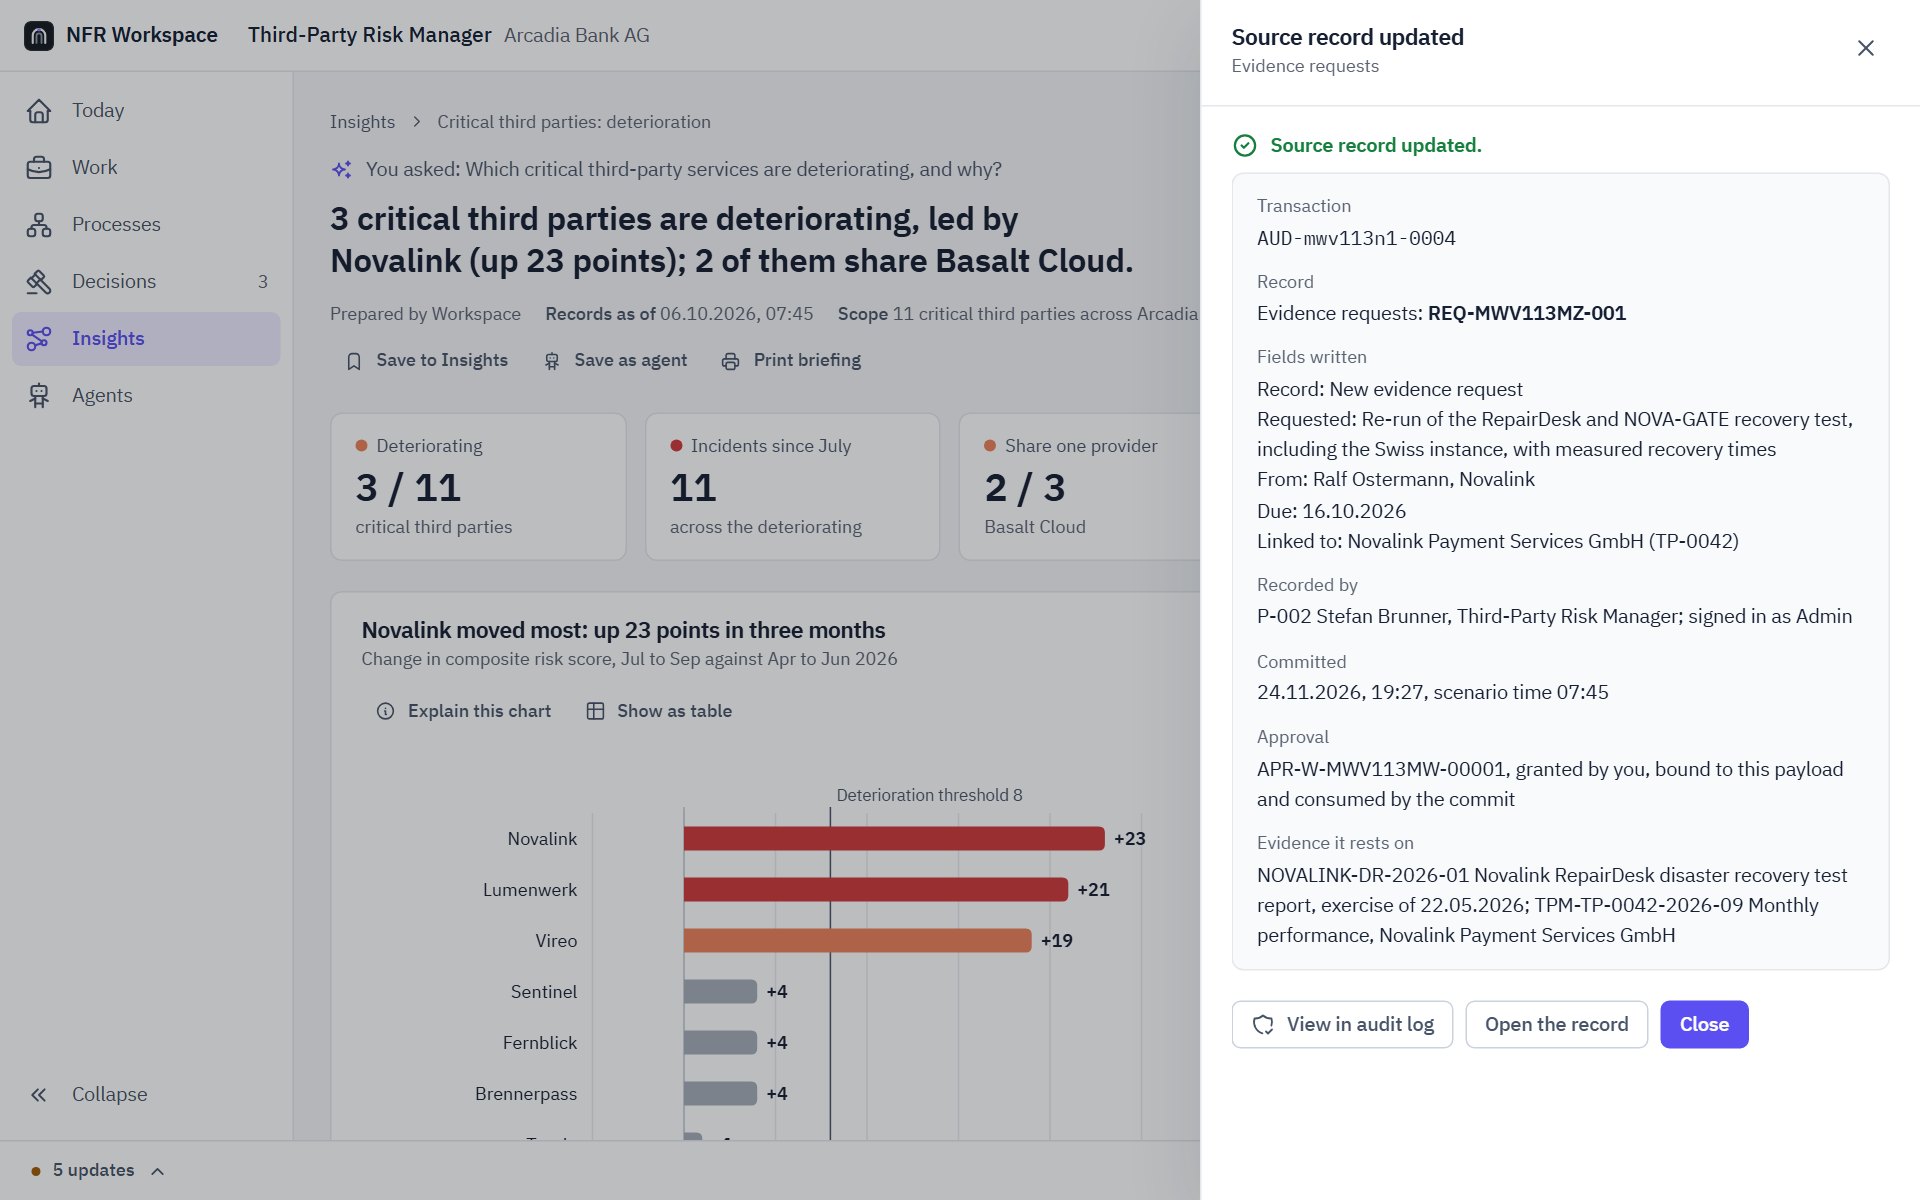 NFR Workspace
Third-Party Risk Manager Arcadia Bank AG
Today
Work
Processes
Decisions 3
Insights
Agents
Collapse
5 updates
Insights > Critical third parties: deterioration
You asked: Which critical third-party services are deteriorating, and why?
3 critical third parties are deteriorating, led by
Novalink (up 23 points); 2 of them share Basalt Cloud.
Prepared by Workspace Records as of 06.10.2026, 07:45 Scope 11 critical third parties across Arcadia
Save to Insights Save as agent Print briefing
Deteriorating
3 / 11
critical third parties
Incidents since July
11
across the deteriorating
Share one provider
2 / 3
Basalt Cloud
Novalink moved most: up 23 points in three months
Change in composite risk score, Jul to Sep against Apr to Jun 2026
Explain this chart Show as table
Deterioration threshold 8
Novalink +23
Lumenwerk +21
Vireo +19
Sentinel +4
Fernblick +4
Brennerpass +4
Source record updated
Evidence requests
Source record updated.
Transaction
AUD-mwv113n1-0004
Record
Evidence requests: REQ-MWV113MZ-001
Fields written
Record: New evidence request
Requested: Re-run of the RepairDesk and NOVA-GATE recovery test,
including the Swiss instance, with measured recovery times
From: Ralf Ostermann, Novalink
Due: 16.10.2026
Linked to: Novalink Payment Services GmbH (TP-0042)
Recorded by
P-002 Stefan Brunner, Third-Party Risk Manager; signed in as Admin
Committed
24.11.2026, 19:27, scenario time 07:45
Approval
APR-W-MWV113MW-00001, granted by you, bound to this payload
and consumed by the commit
Evidence it rests on
NOVALINK-DR-2026-01 Novalink RepairDesk disaster recovery test
report, exercise of 22.05.2026; TPM-TP-0042-2026-09 Monthly
performance, Novalink Payment Services GmbH
View in audit log Open the record Close